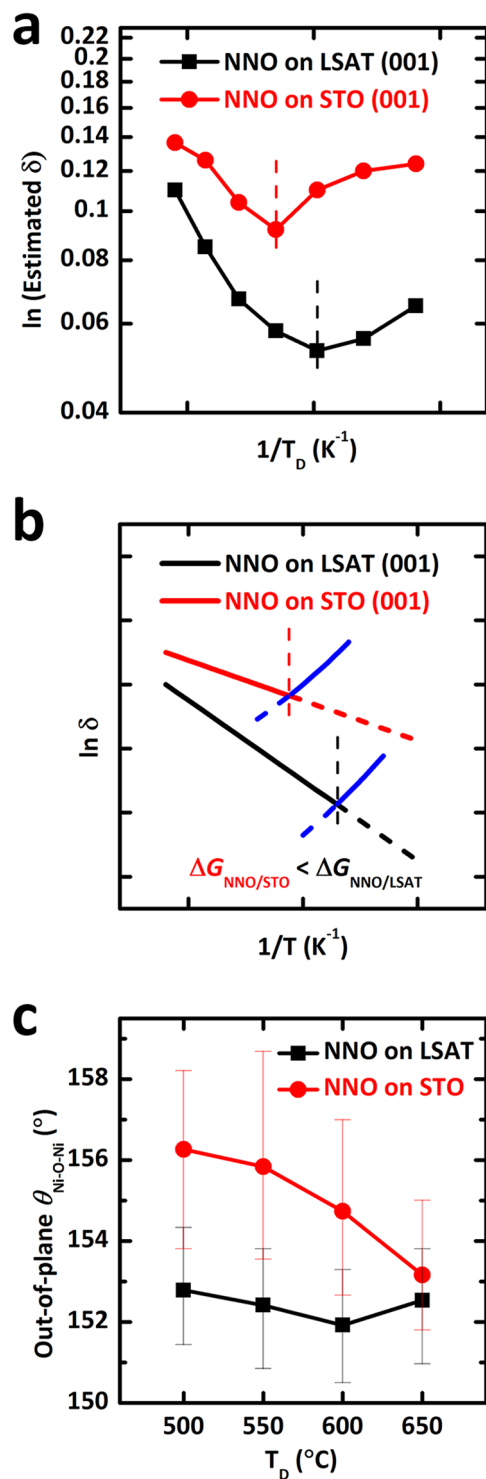 a
NNO on LSAT (001)
NNO on STO (001)
ln (Estimated δ)
0.22
0.2
0.18
0.16
0.14
0.12
0.1
0.08
0.06
0.04
1/T_D (K⁻¹)
b
NNO on LSAT (001)
NNO on STO (001)
ln δ
ΔG_NNO/STO < ΔG_NNO/LSAT
1/T (K⁻¹)
c
NNO on LSAT
NNO on STO
Out-of-plane θ_Ni-O-Ni (°)
158
156
154
152
150
500 550 600 650
T_D (°C)